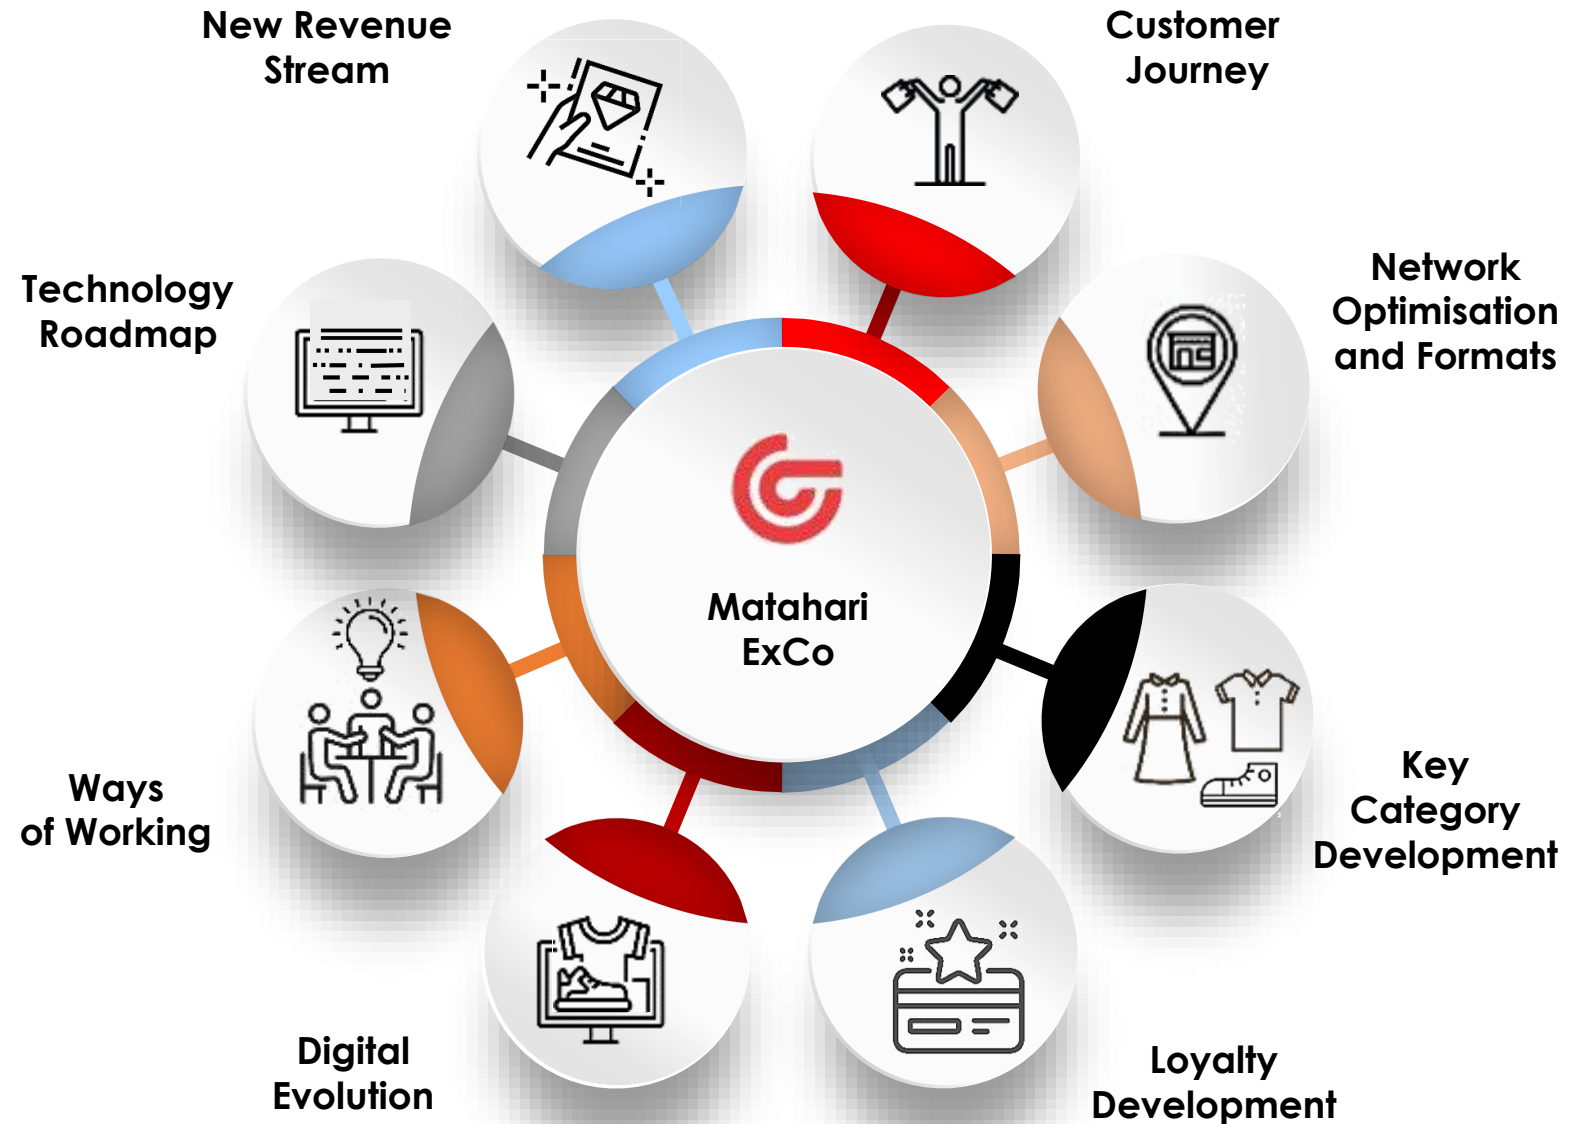 New Revenue
Stream
Customer
Journey
Technology
Roadmap
Network
Optimisation
and Formats
Matahari
ExCo
Ways
of Working
Key
Category
Development
Digital
Evolution
Loyalty
Development